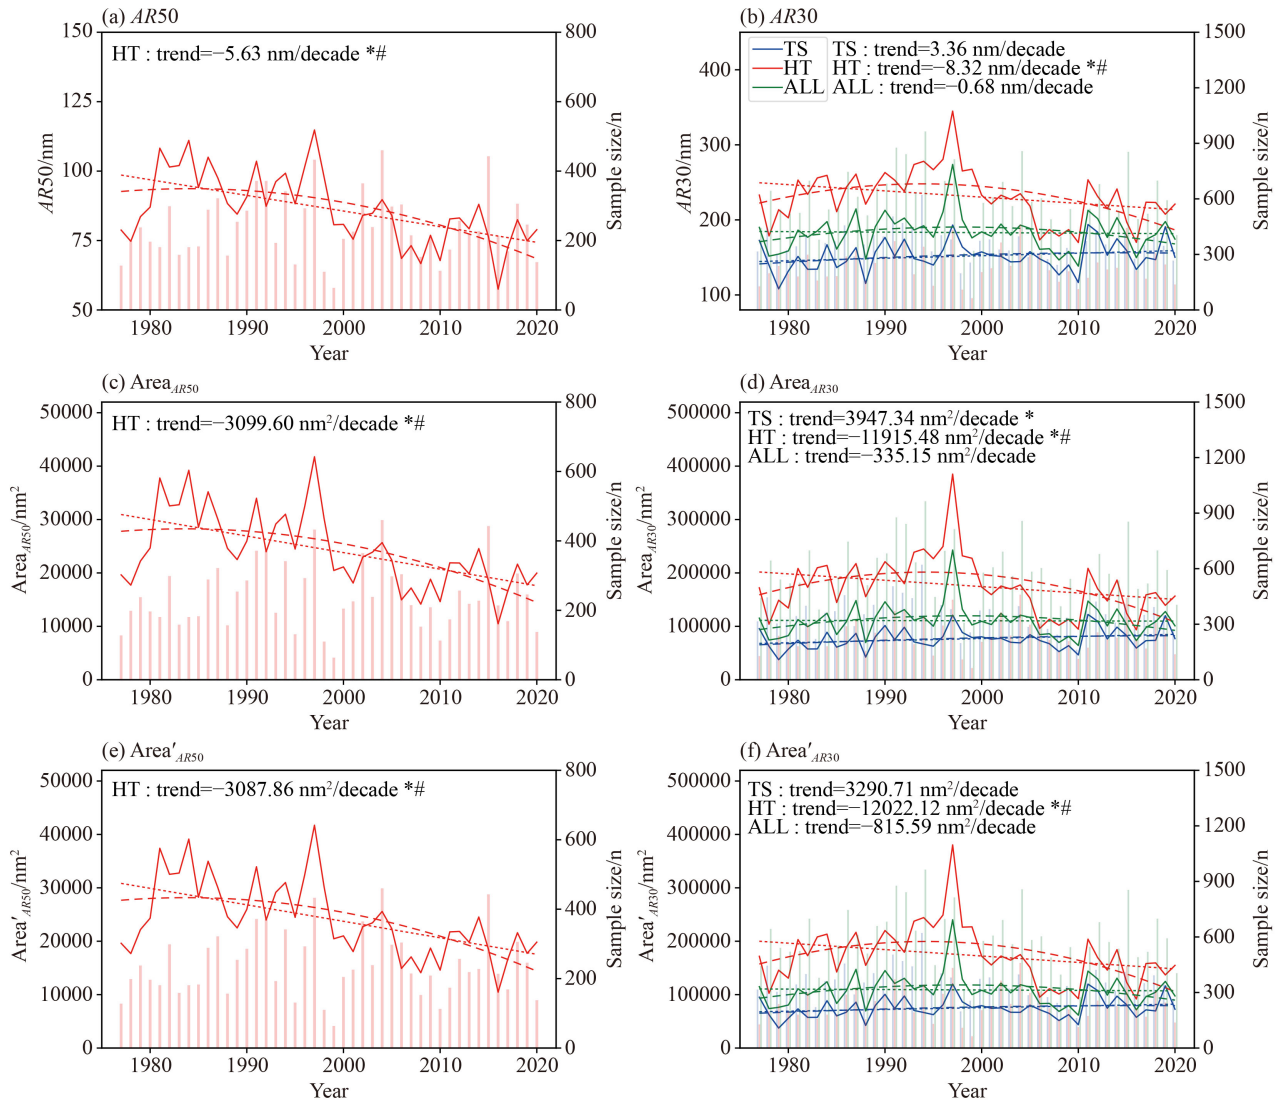 (a) AR50
HT : trend=−5.63 nm/decade *#
150
125
100
75
50
AR50/nm
800
600
400
200
0
Sample size/n
1980 1990 2000 2010 2020
Year
(b) AR30
TS TS : trend=3.36 nm/decade
HT HT : trend=−8.32 nm/decade *#
ALL ALL : trend=−0.68 nm/decade
400
300
200
100
AR30/nm
1500
1200
900
600
300
0
Sample size/n
1980 1990 2000 2010 2020
Year
(c) Area_AR50
HT : trend=−3099.60 nm²/decade *#
50000
40000
30000
20000
10000
0
Area_AR50/nm²
800
600
400
200
0
Sample size/n
1980 1990 2000 2010 2020
Year
(d) Area_AR30
TS : trend=3947.34 nm²/decade *
HT : trend=−11915.48 nm²/decade *#
ALL : trend=−335.15 nm²/decade
500000
400000
300000
200000
100000
0
Area_AR30/nm²
1500
1200
900
600
300
0
Sample size/n
1980 1990 2000 2010 2020
Year
(e) Area′_AR50
HT : trend=−3087.86 nm²/decade *#
50000
40000
30000
20000
10000
0
Area′_AR50/nm²
800
600
400
200
0
Sample size/n
1980 1990 2000 2010 2020
Year
(f) Area′_AR30
TS : trend=3290.71 nm²/decade
HT : trend=−12022.12 nm²/decade *#
ALL : trend=−815.59 nm²/decade
500000
400000
300000
200000
100000
0
Area′_AR30/nm²
1500
1200
900
600
300
0
Sample size/n
1980 1990 2000 2010 2020
Year